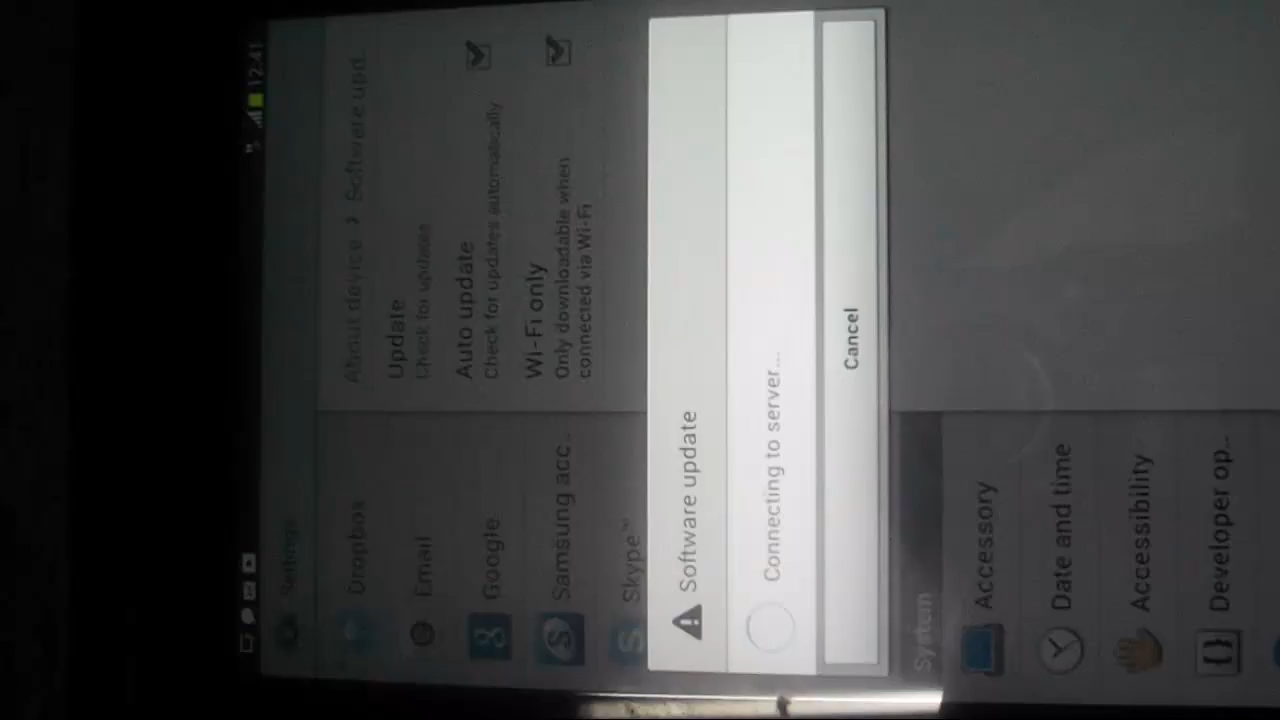 12:41
Settings
Dropbox
Email
Google
Samsung acc..
Skype™
System
Accessory
Date and time
Accessibility
Developer op..
About device > Software upd..
Update
Check for updates
Auto update
Check for updates automatically
Wi-Fi only
Only downloadable when
connected via Wi-Fi
Software update
Connecting to server...
Cancel